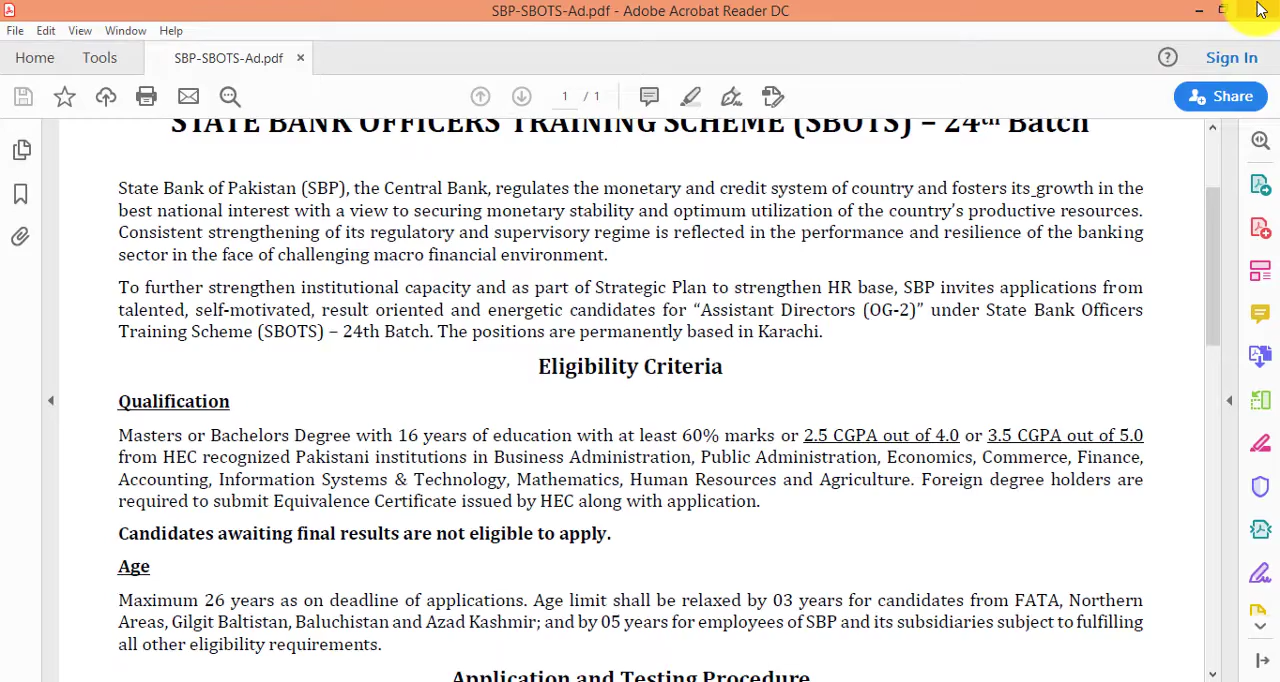 SBP-SBOTS-Ad.pdf - Adobe Acrobat Reader DC
File Edit View Window Help
Home Tools SBP-SBOTS-Ad.pdf × Sign In
1 / 1 Share
STATE BANK OFFICERS TRAINING SCHEME (SBOTS) – 24th Batch
State Bank of Pakistan (SBP), the Central Bank, regulates the monetary and credit system of country and fosters its growth in the
best national interest with a view to securing monetary stability and optimum utilization of the country's productive resources.
Consistent strengthening of its regulatory and supervisory regime is reflected in the performance and resilience of the banking
sector in the face of challenging macro financial environment.
To further strengthen institutional capacity and as part of Strategic Plan to strengthen HR base, SBP invites applications from
talented, self-motivated, result oriented and energetic candidates for “Assistant Directors (OG-2)” under State Bank Officers
Training Scheme (SBOTS) – 24th Batch. The positions are permanently based in Karachi.
Eligibility Criteria
Qualification
Masters or Bachelors Degree with 16 years of education with at least 60% marks or 2.5 CGPA out of 4.0 or 3.5 CGPA out of 5.0
from HEC recognized Pakistani institutions in Business Administration, Public Administration, Economics, Commerce, Finance,
Accounting, Information Systems & Technology, Mathematics, Human Resources and Agriculture. Foreign degree holders are
required to submit Equivalence Certificate issued by HEC along with application.
Candidates awaiting final results are not eligible to apply.
Age
Maximum 26 years as on deadline of applications. Age limit shall be relaxed by 03 years for candidates from FATA, Northern
Areas, Gilgit Baltistan, Baluchistan and Azad Kashmir; and by 05 years for employees of SBP and its subsidiaries subject to fulfilling
all other eligibility requirements.
Application and Testing Procedure